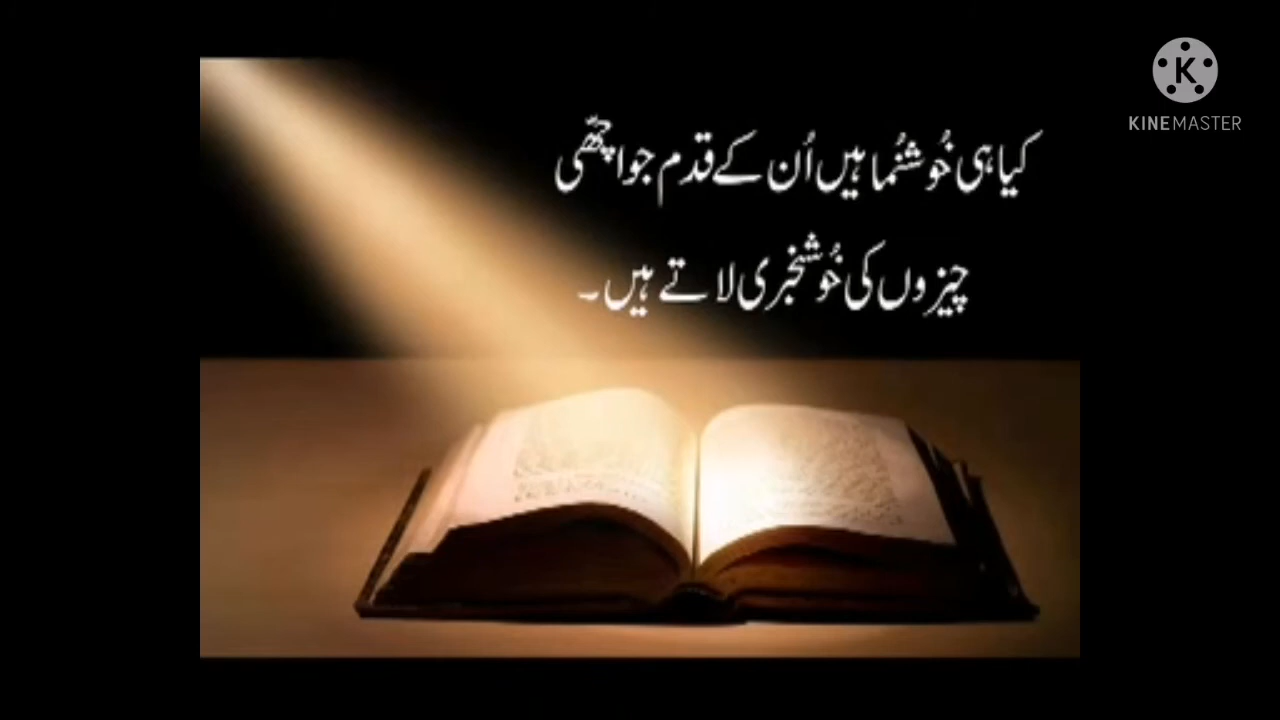 کیا ہی خُوشنُما ہیں اُن کے قدم جو اچھّی
چیزوں کی خُوشخبری لاتے ہیں۔
K
KINEMASTER